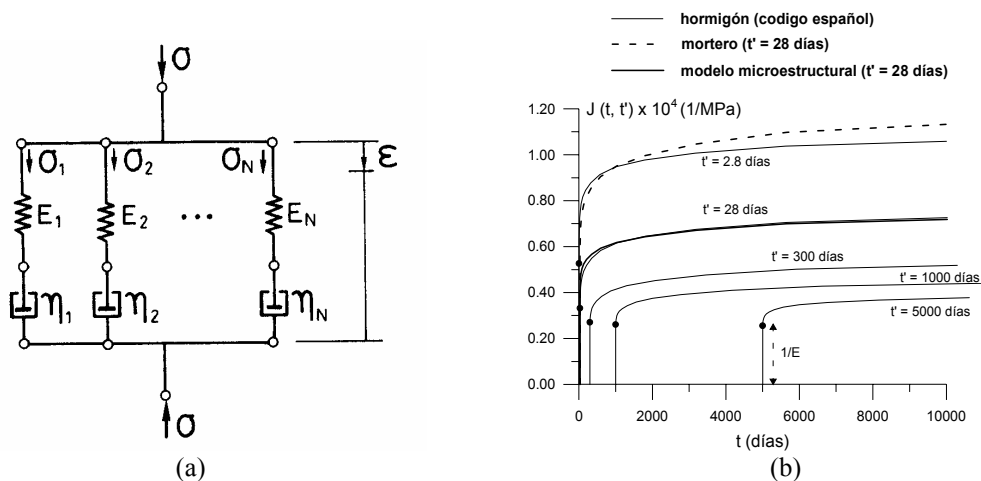 σ
σ₁ σ₂ σN ε
E₁ E₂ ··· EN
η₁ η₂ ηN
σ
(a)
hormigón (codigo español)
mortero (t' = 28 días)
modelo microestructural (t' = 28 días)
J (t, t') x 10⁴ (1/MPa)
1.20
1.00
0.80
0.60
0.40
0.20
0.00
t' = 2.8 días
t' = 28 días
t' = 300 días
t' = 1000 días
t' = 5000 días
1/E
0 2000 4000 6000 8000 10000
t (días)
(b)